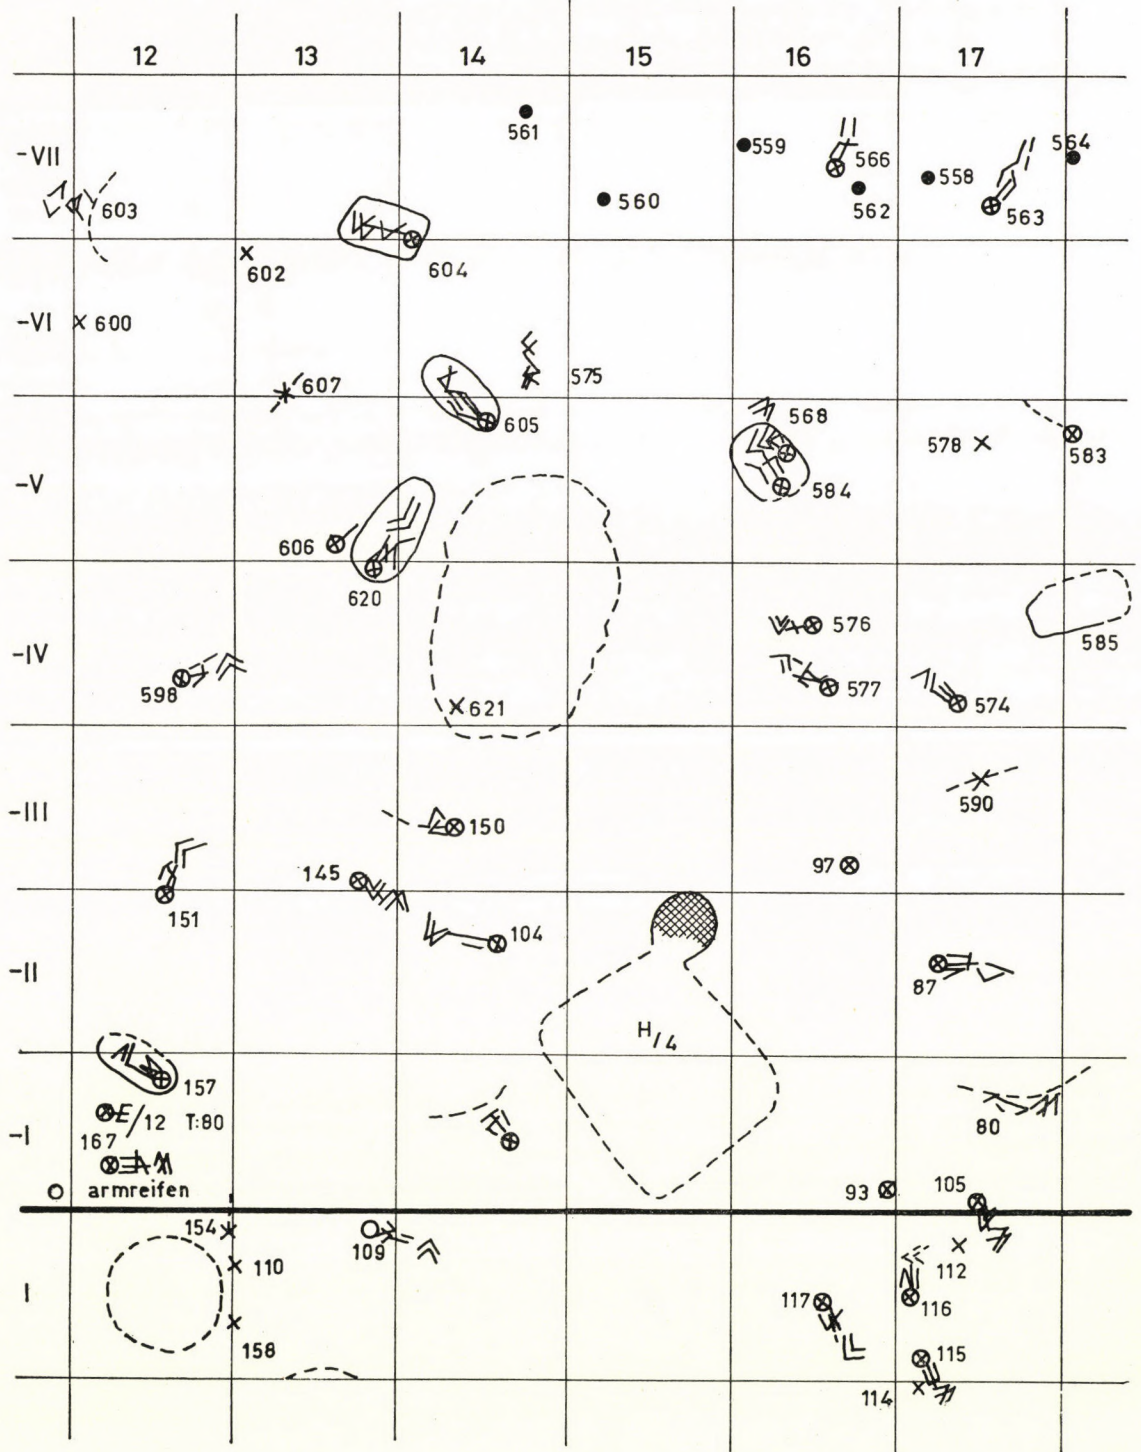 12 13 14 15 16 17
561
-VII 559 566 564
603 560 562 558 563
602 604
-VI 600
607 575
605 568
578 583
-V 584
606
620
576 585
-IV
598 577
621 574
590
-III 150
145 97
151
104
-II 87
H/4
157
E/12 T:80
-I 167 80
armreifen 93 105
154
109 112
110
I 117 116
158 115
114